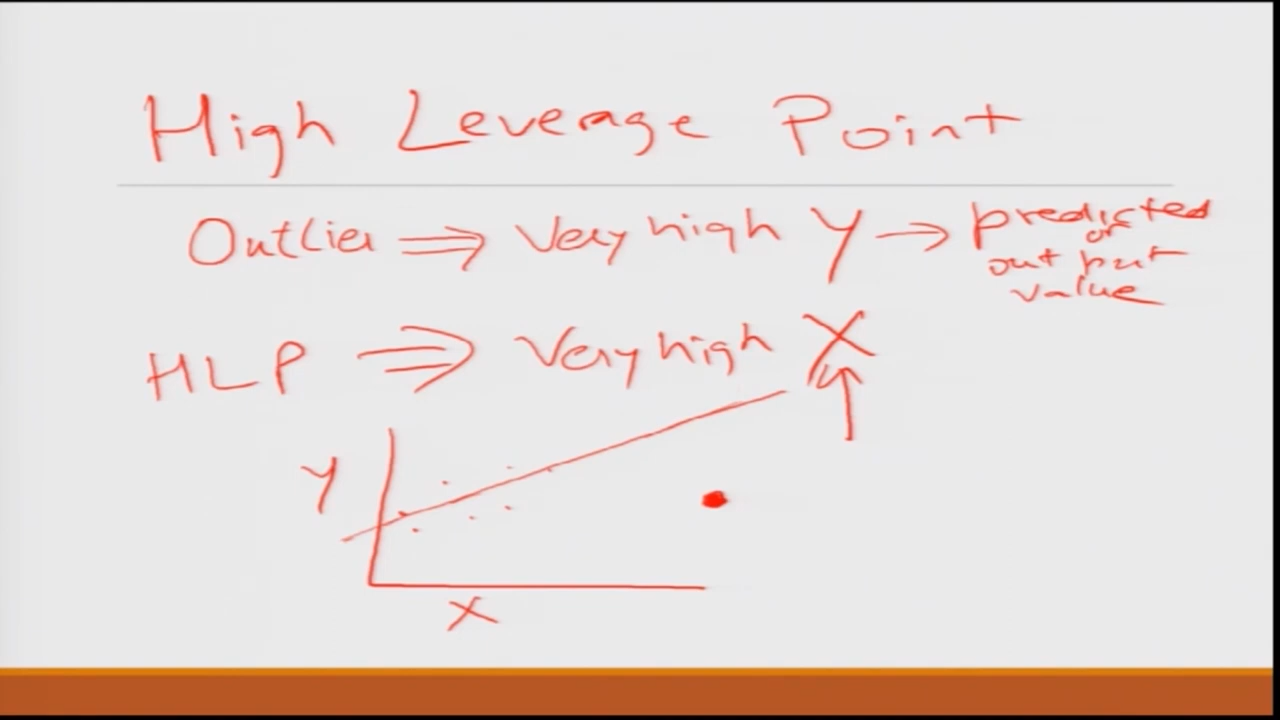 High Leverage Point
Outlier ⇒ Very high Y → predicted
or
output
value
HLP ⇒ Very high X
Y
X